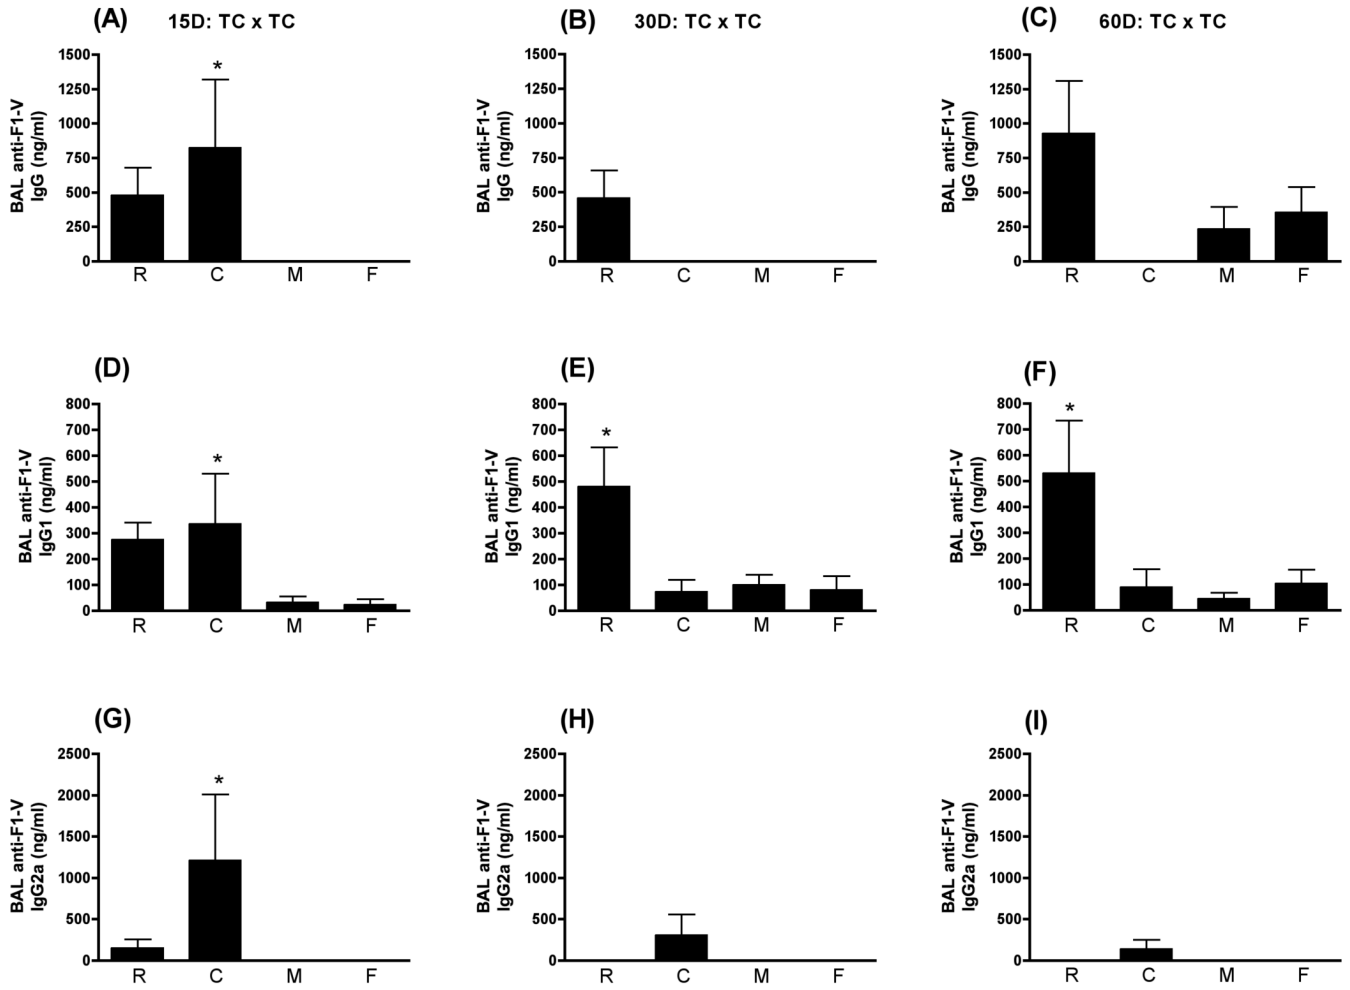 (A) 15D: TC x TC
(B) 30D: TC x TC
(C) 60D: TC x TC
BAL anti-F1-V
IgG (ng/ml)
1500
1250
1000
750
500
250
0
*
R C M F
BAL anti-F1-V
IgG (ng/ml)
1500
1250
1000
750
500
250
0
R C M F
BAL anti-F1-V
IgG (ng/ml)
1500
1250
1000
750
500
250
0
R C M F
(D)
BAL anti-F1-V
IgG1 (ng/ml)
800
700
600
500
400
300
200
100
0
*
R C M F
(E)
BAL anti-F1-V
IgG1 (ng/ml)
800
700
600
500
400
300
200
100
0
*
R C M F
(F)
BAL anti-F1-V
IgG1 (ng/ml)
800
700
600
500
400
300
200
100
0
*
R C M F
(G)
BAL anti-F1-V
IgG2a (ng/ml)
2500
2000
1500
1000
500
0
*
R C M F
(H)
BAL anti-F1-V
IgG2a (ng/ml)
2500
2000
1500
1000
500
0
R C M F
(I)
BAL anti-F1-V
IgG2a (ng/ml)
2500
2000
1500
1000
500
0
R C M F